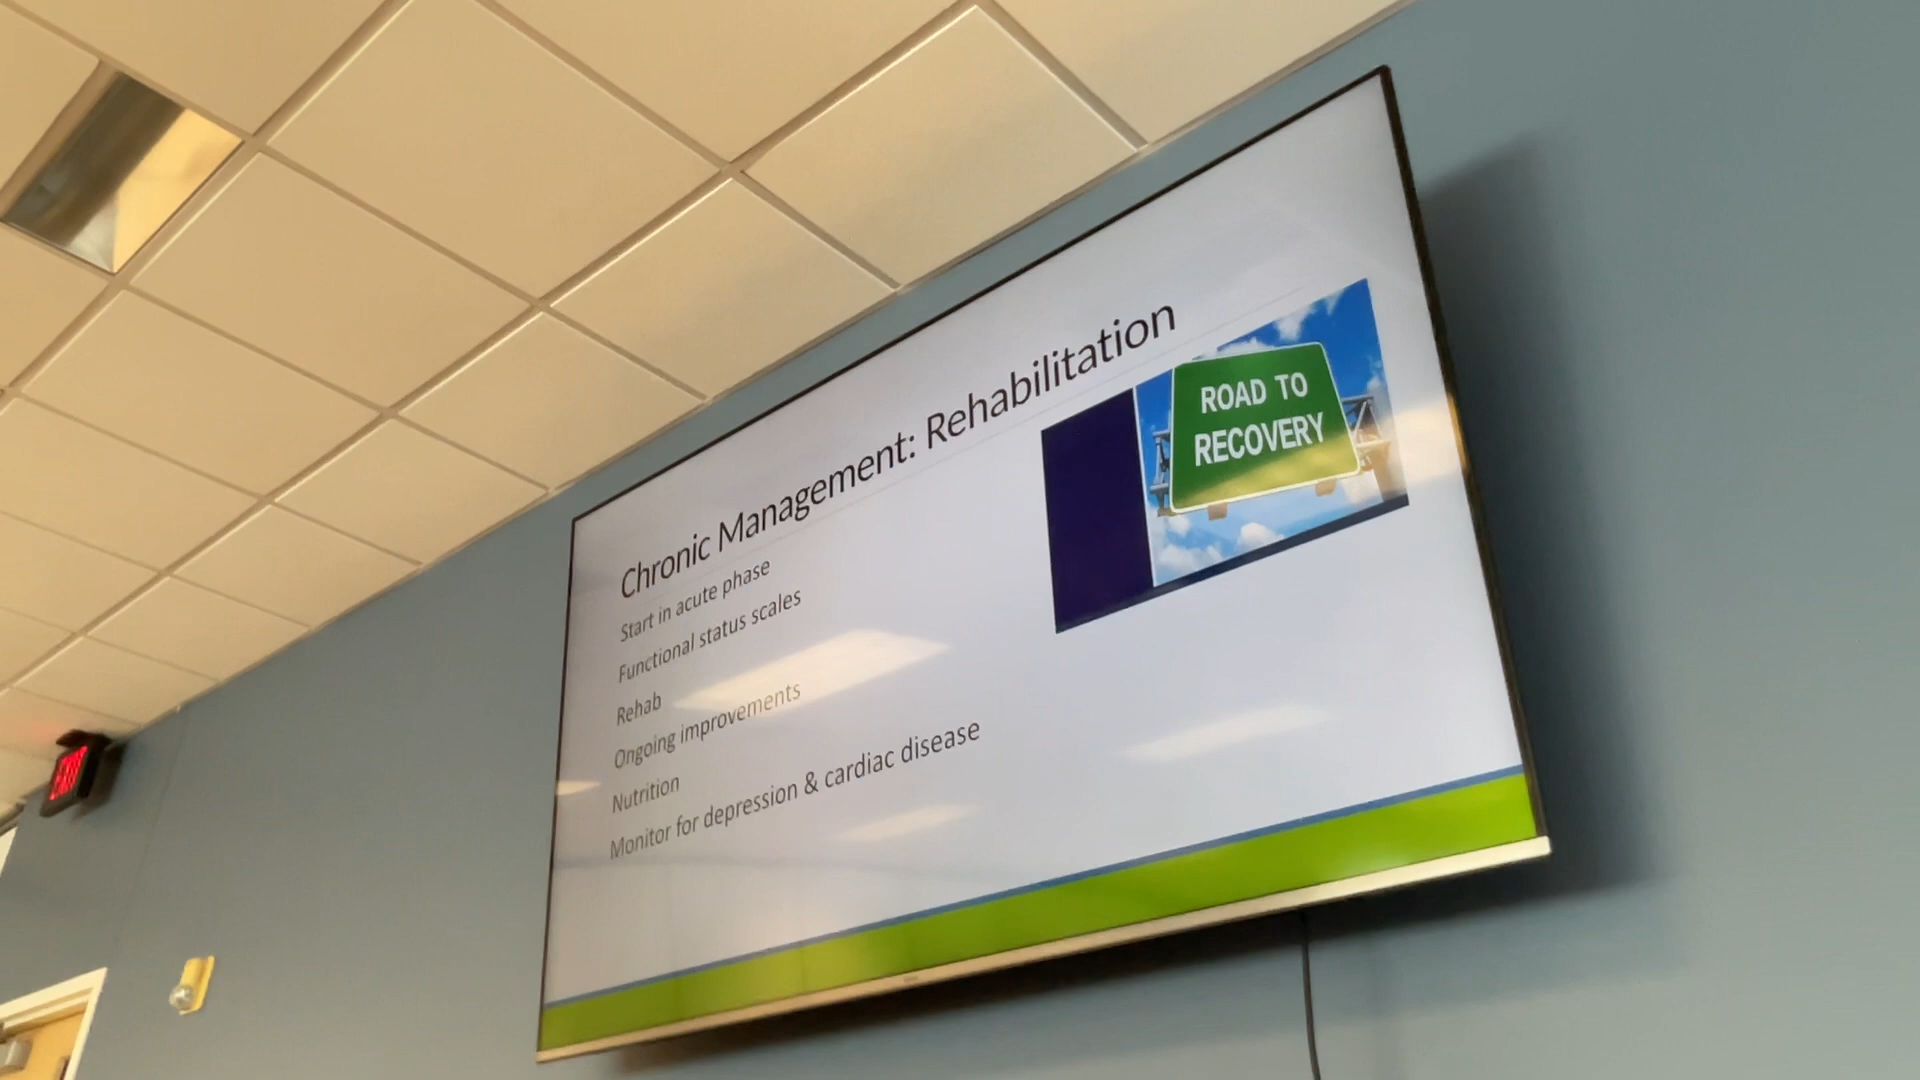 Chronic Management: Rehabilitation
Start in acute phase
Functional status scales
Rehab
Ongoing improvements
Nutrition
Monitor for depression & cardiac disease
ROAD TO
RECOVERY
EXIT